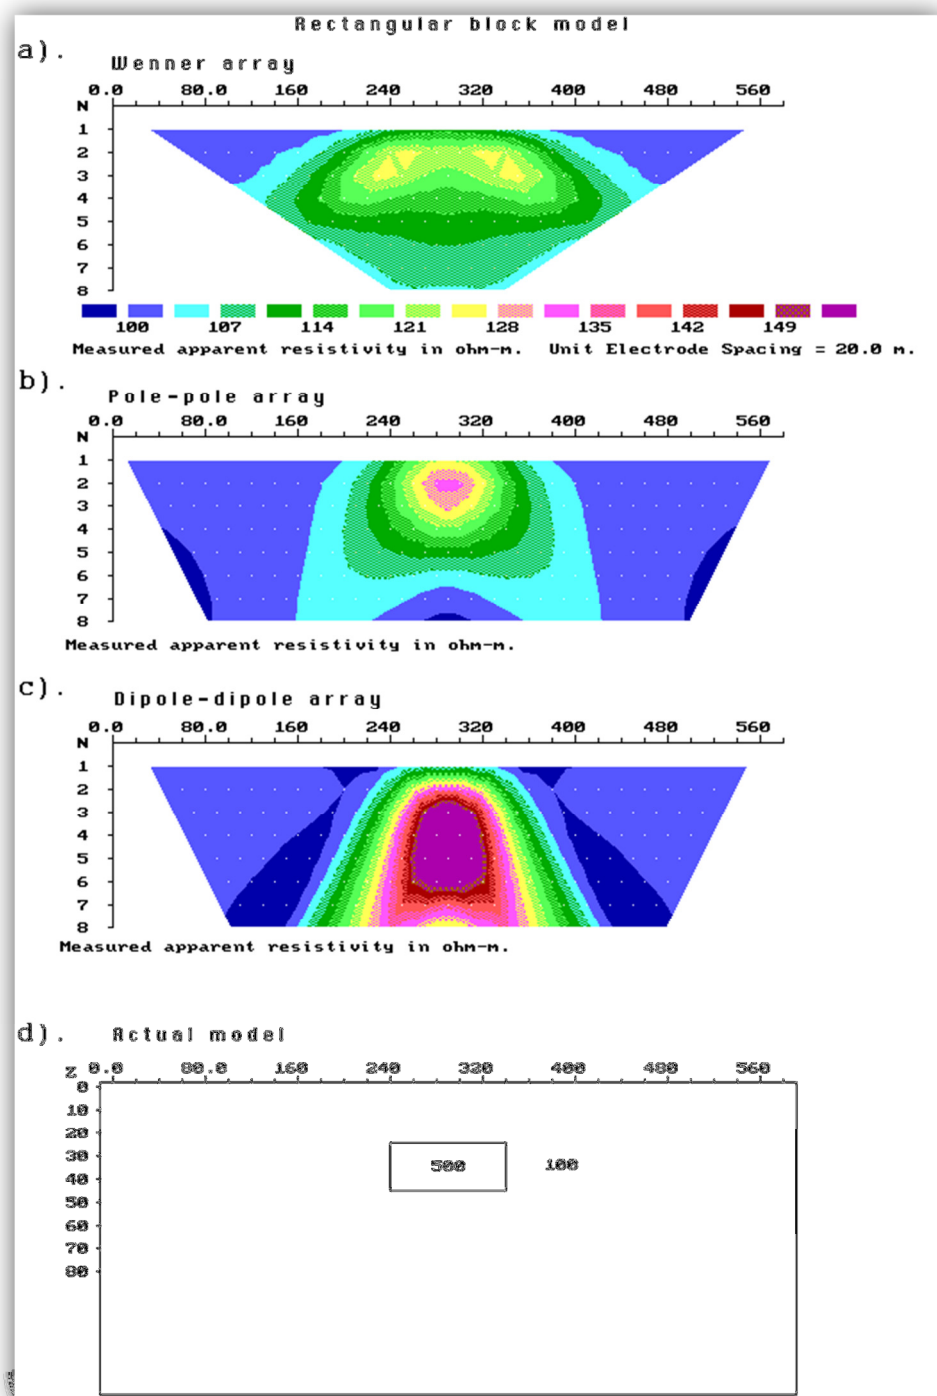 Rectangular block model
a).
Wenner array
0.0 80.0 160 240 320 400 480 560
N
1
2
3
4
5
6
7
8
100 107 114 121 128 135 142 149
Measured apparent resistivity in ohm-m. Unit Electrode Spacing = 20.0 m.
b).
Pole-pole array
0.0 80.0 160 240 320 400 480 560
N
1
2
3
4
5
6
7
8
Measured apparent resistivity in ohm-m.
c).
Dipole-dipole array
0.0 80.0 160 240 320 400 480 560
N
1
2
3
4
5
6
7
8
Measured apparent resistivity in ohm-m.
d).
Actual model
Z 0.0 80.0 160 240 320 400 480 560
0
10
20
30
500 100
40
50
60
70
80